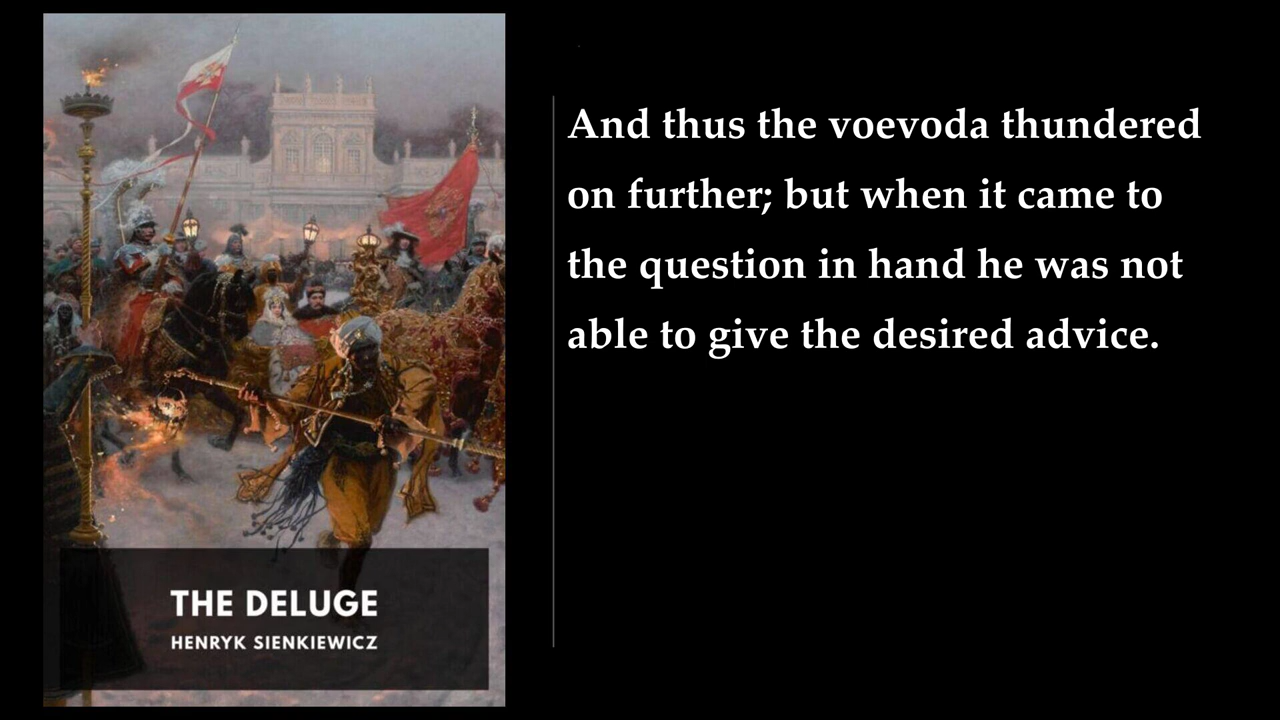 And thus the voevoda thundered
on further; but when it came to
the question in hand he was not
able to give the desired advice.
THE DELUGE
HENRYK SIENKIEWICZ